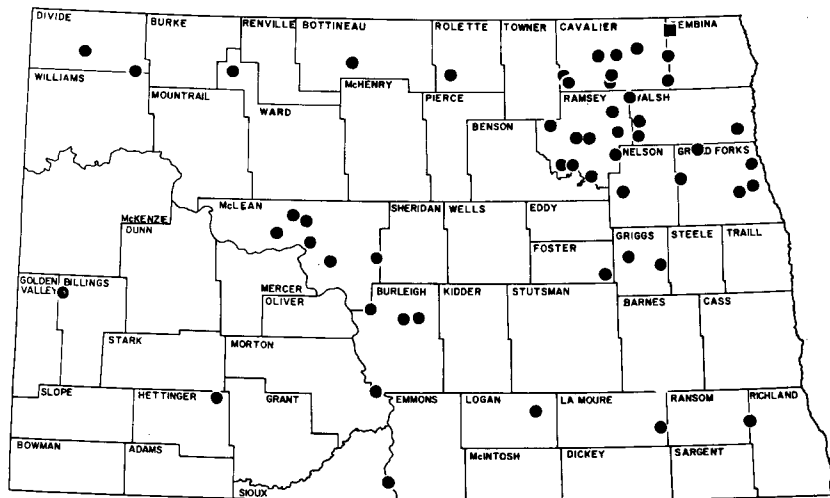 DIVIDE
BURKE
RENVILLE
BOTTINEAU
ROLETTE
TOWNER
CAVALIER
EMBINA
WILLIAMS
MOUNTRAIL
WARD
McHENRY
PIERCE
BENSON
RAMSEY
ALSH
NELSON
GR D FORKS
McLEAN
SHERIDAN
WELLS
EDDY
McKENZIE
DUNN
FOSTER
GRIGGS
STEELE
TRAILL
GOLDEN
VALLEY
BILLINGS
MERCER
OLIVER
BURLEIGH
KIDDER
STUTSMAN
BARNES
CASS
STARK
MORTON
SLOPE
HETTINGER
GRANT
EMMONS
LOGAN
LA MOURE
RANSOM
RICHLAND
BOWMAN
ADAMS
SIOUX
McINTOSH
DICKEY
SARGENT